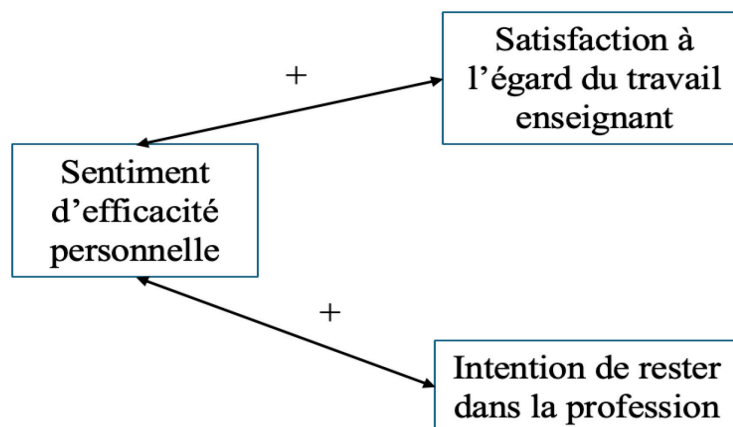 Satisfaction à
l’égard du travail
enseignant
+
Sentiment
d’efficacité
personnelle
+
Intention de rester
dans la profession